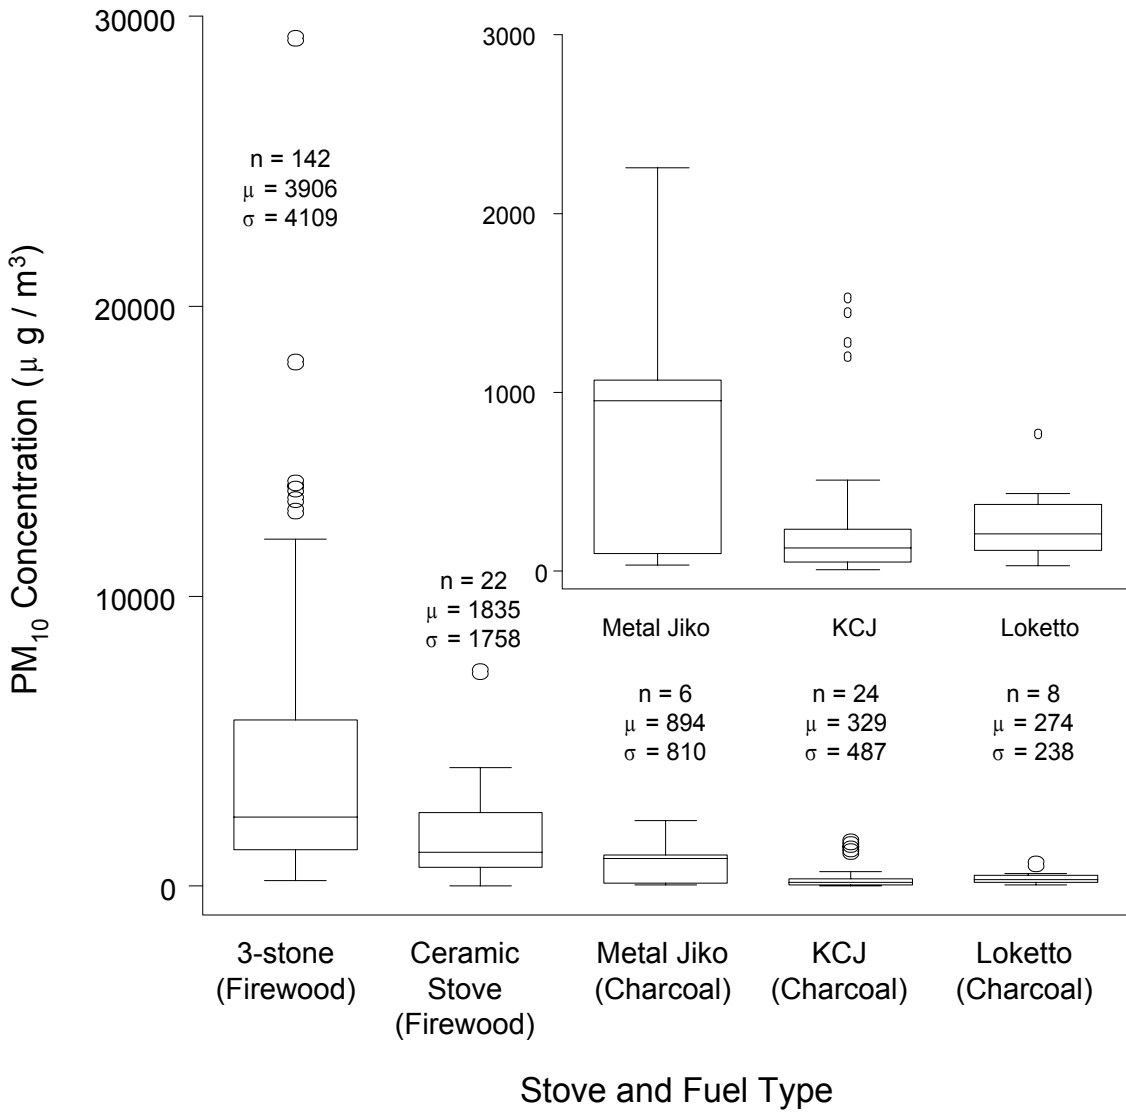 PM10 Concentration (μ g / m3)
30000
20000
10000
0
n = 142
μ = 3906
σ = 4109
n = 22
μ = 1835
σ = 1758
3000
2000
1000
0
Metal Jiko KCJ Loketto
n = 6
μ = 894
σ = 810
n = 24
μ = 329
σ = 487
n = 8
μ = 274
σ = 238
3-stone
(Firewood)
Ceramic
Stove
(Firewood)
Metal Jiko
(Charcoal)
KCJ
(Charcoal)
Loketto
(Charcoal)
Stove and Fuel Type